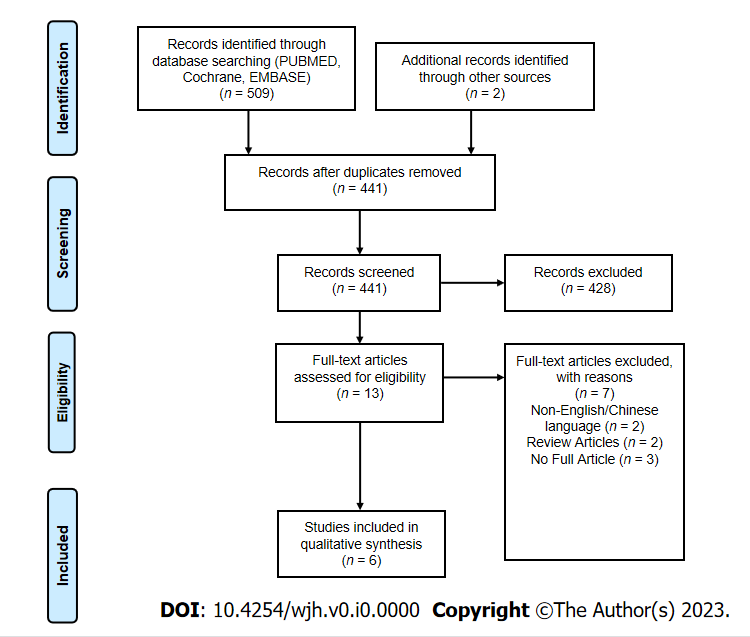 Identification
Records identified through
database searching (PUBMED,
Cochrane, EMBASE)
(n = 509)
Additional records identified
through other sources
(n = 2)
Records after duplicates removed
(n = 441)
Screening
Records screened
(n = 441)
Records excluded
(n = 428)
Eligibility
Full-text articles
assessed for eligibility
(n = 13)
Full-text articles excluded,
with reasons
(n = 7)
Non-English/Chinese
language (n = 2)
Review Articles (n = 2)
No Full Article (n = 3)
Included
Studies included in
qualitative synthesis
(n = 6)
DOI: 10.4254/wjh.v0.i0.0000 Copyright ©The Author(s) 2023.